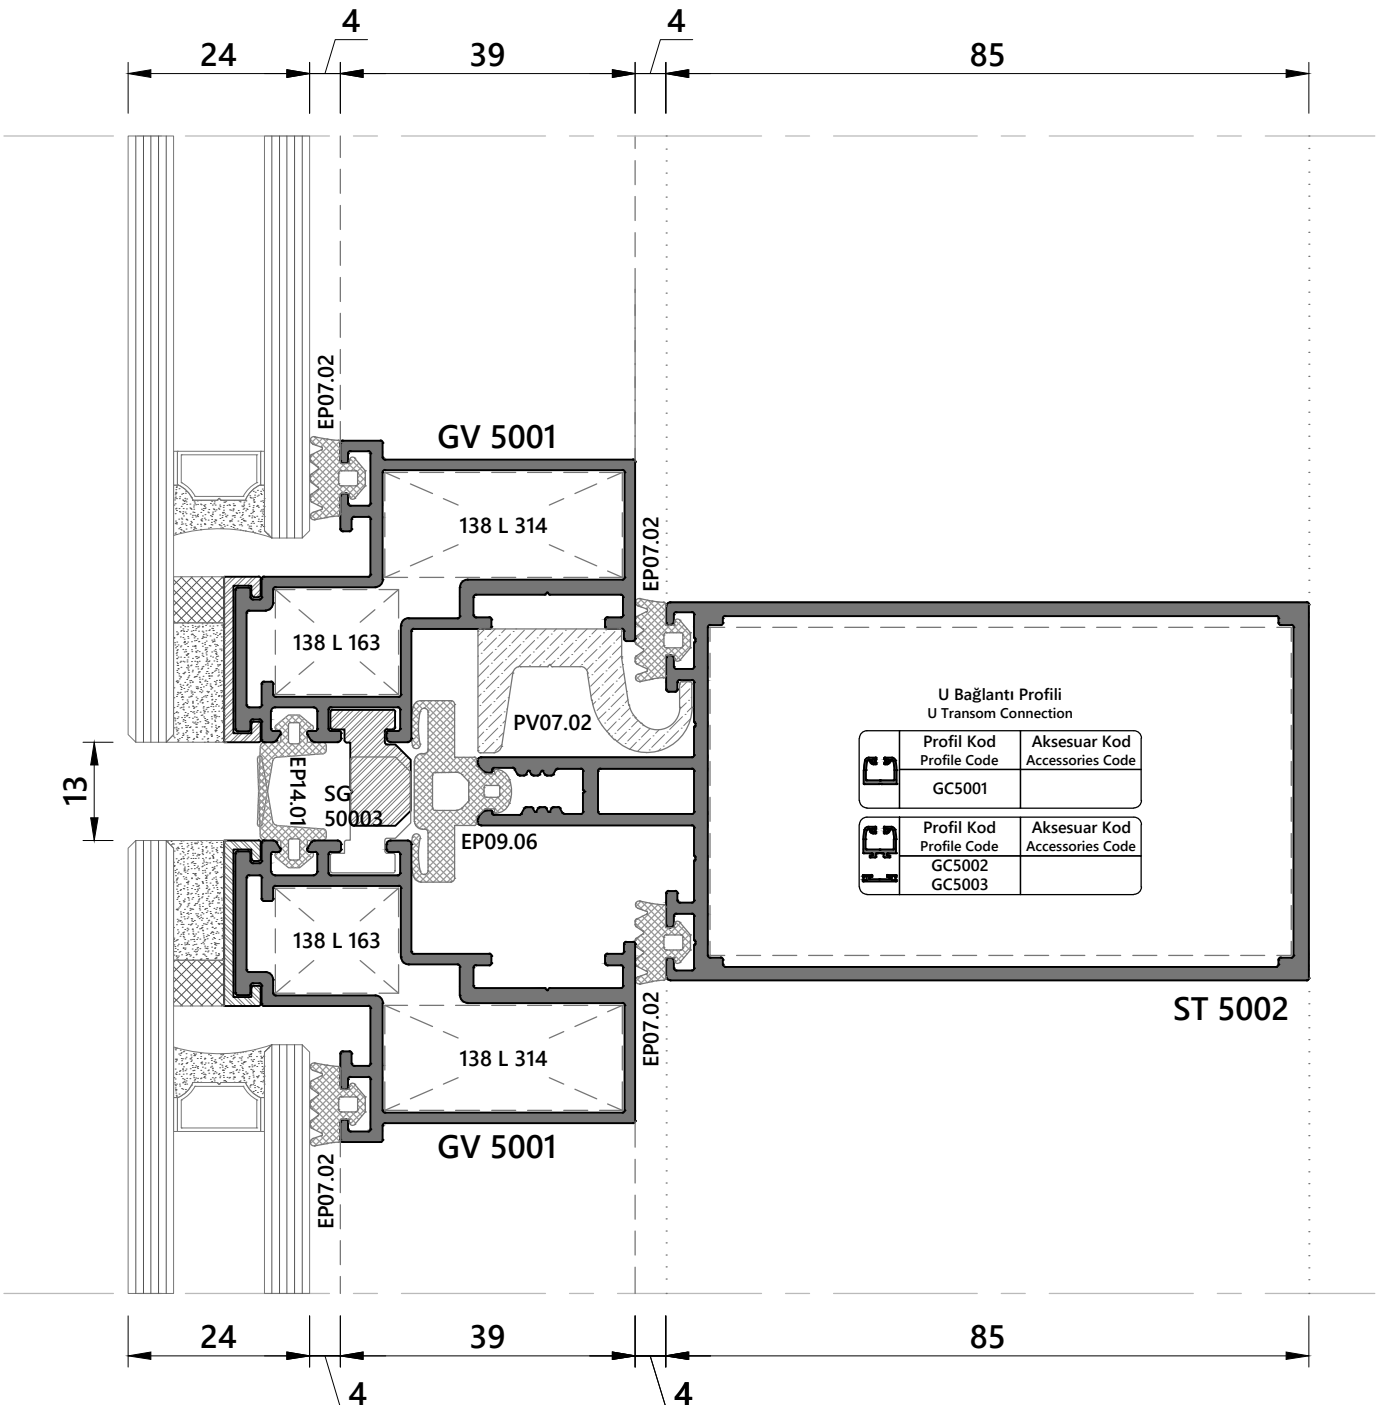 4
4
24
39
85
EP07.02
GV 5001
138 L 314
EP07.02
138 L 163
PV07.02
U Bağlantı Profili
U Transom Connection
Profil Kod
Profile Code
Aksesuar Kod
Accessories Code
GC5001
13
EP14.01
SG
50003
EP09.06
Profil Kod
Profile Code
Aksesuar Kod
Accessories Code
GC5002
GC5003
138 L 163
ST 5002
EP07.02
138 L 314
GV 5001
EP07.02
24
39
85
4
4